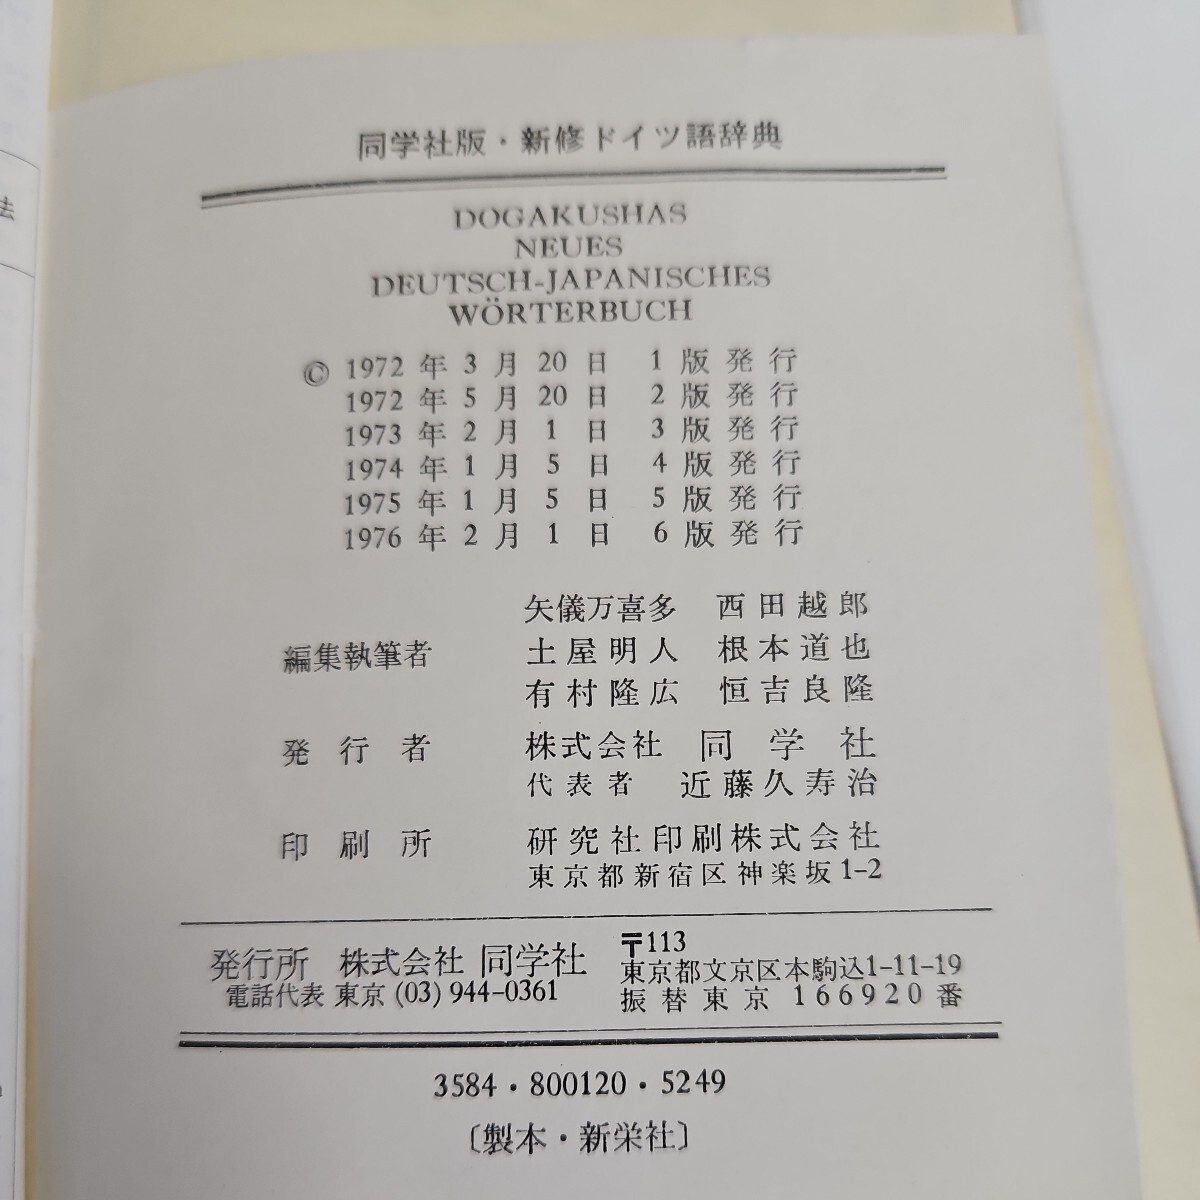 同学社版・新修ドイツ語辞典
DOGAKUSHAS
NEUES
DEUTSCH-JAPANISCHES
WÖRTERBUCH
© 1972 年 3 月 20 日 1 版 発 行
1972 年 5 月 20 日 2 版 発 行
1973 年 2 月 1 日 3 版 発 行
1974 年 1 月 5 日 4 版 発 行
1975 年 1 月 5 日 5 版 発 行
1976 年 2 月 1 日 6 版 発 行
矢儀万喜多 西田越郎
編集執筆者 土屋明人 根本道也
有村隆広 恒吉良隆
発行者 株式会社 同学社
代表者 近藤久寿治
印刷所 研究社印刷株式会社
東京都新宿区神楽坂1-2
発行所 株式会社 同学社
電話代表 東京 (03) 944-0361
〒113
東京都文京区本駒込1-11-19
振替東京 166920番
3584・800120・5249
〔製本・新栄社〕
法